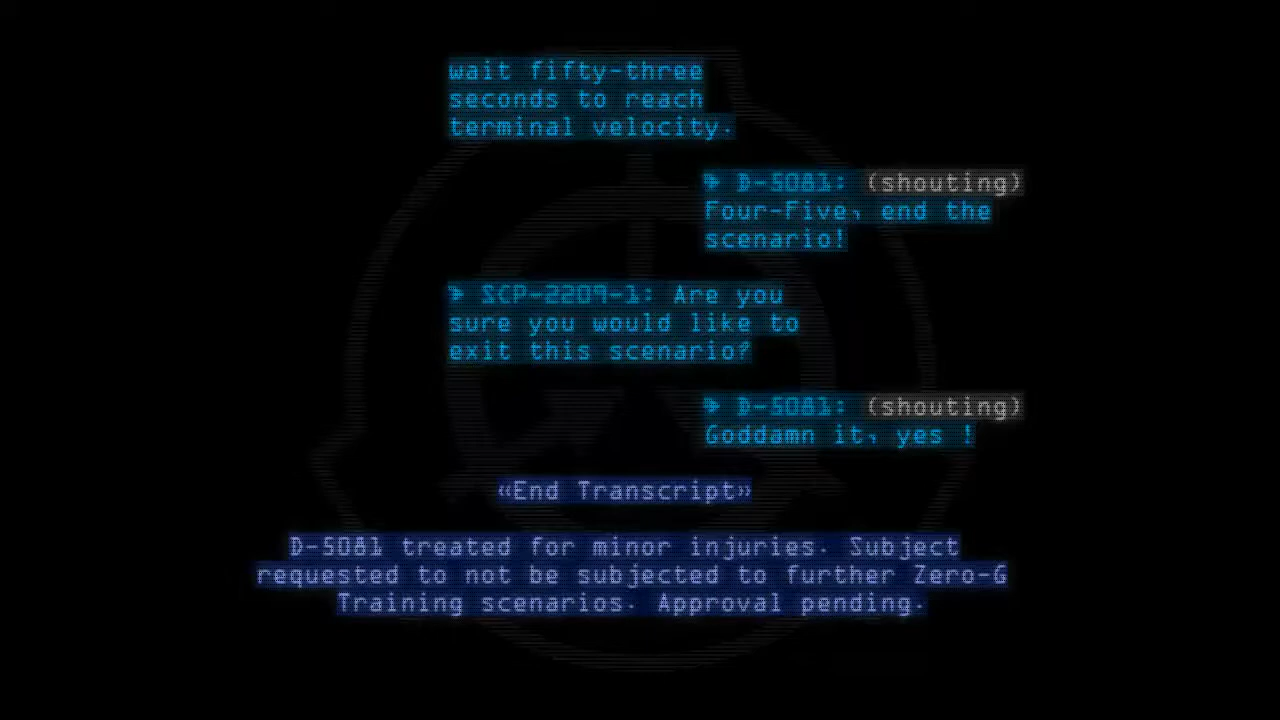 wait fifty-three
seconds to reach
terminal velocity.
D-5081: (shouting)
Four-Five, end the
scenario!
SCP-2207-1: Are you
sure you would like to
exit this scenario?
D-5081: (shouting)
Goddamn it, yes !
«End Transcript»
D-5081 treated for minor injuries. Subject
requested to not be subjected to further Zero-G
Training scenarios. Approval pending.